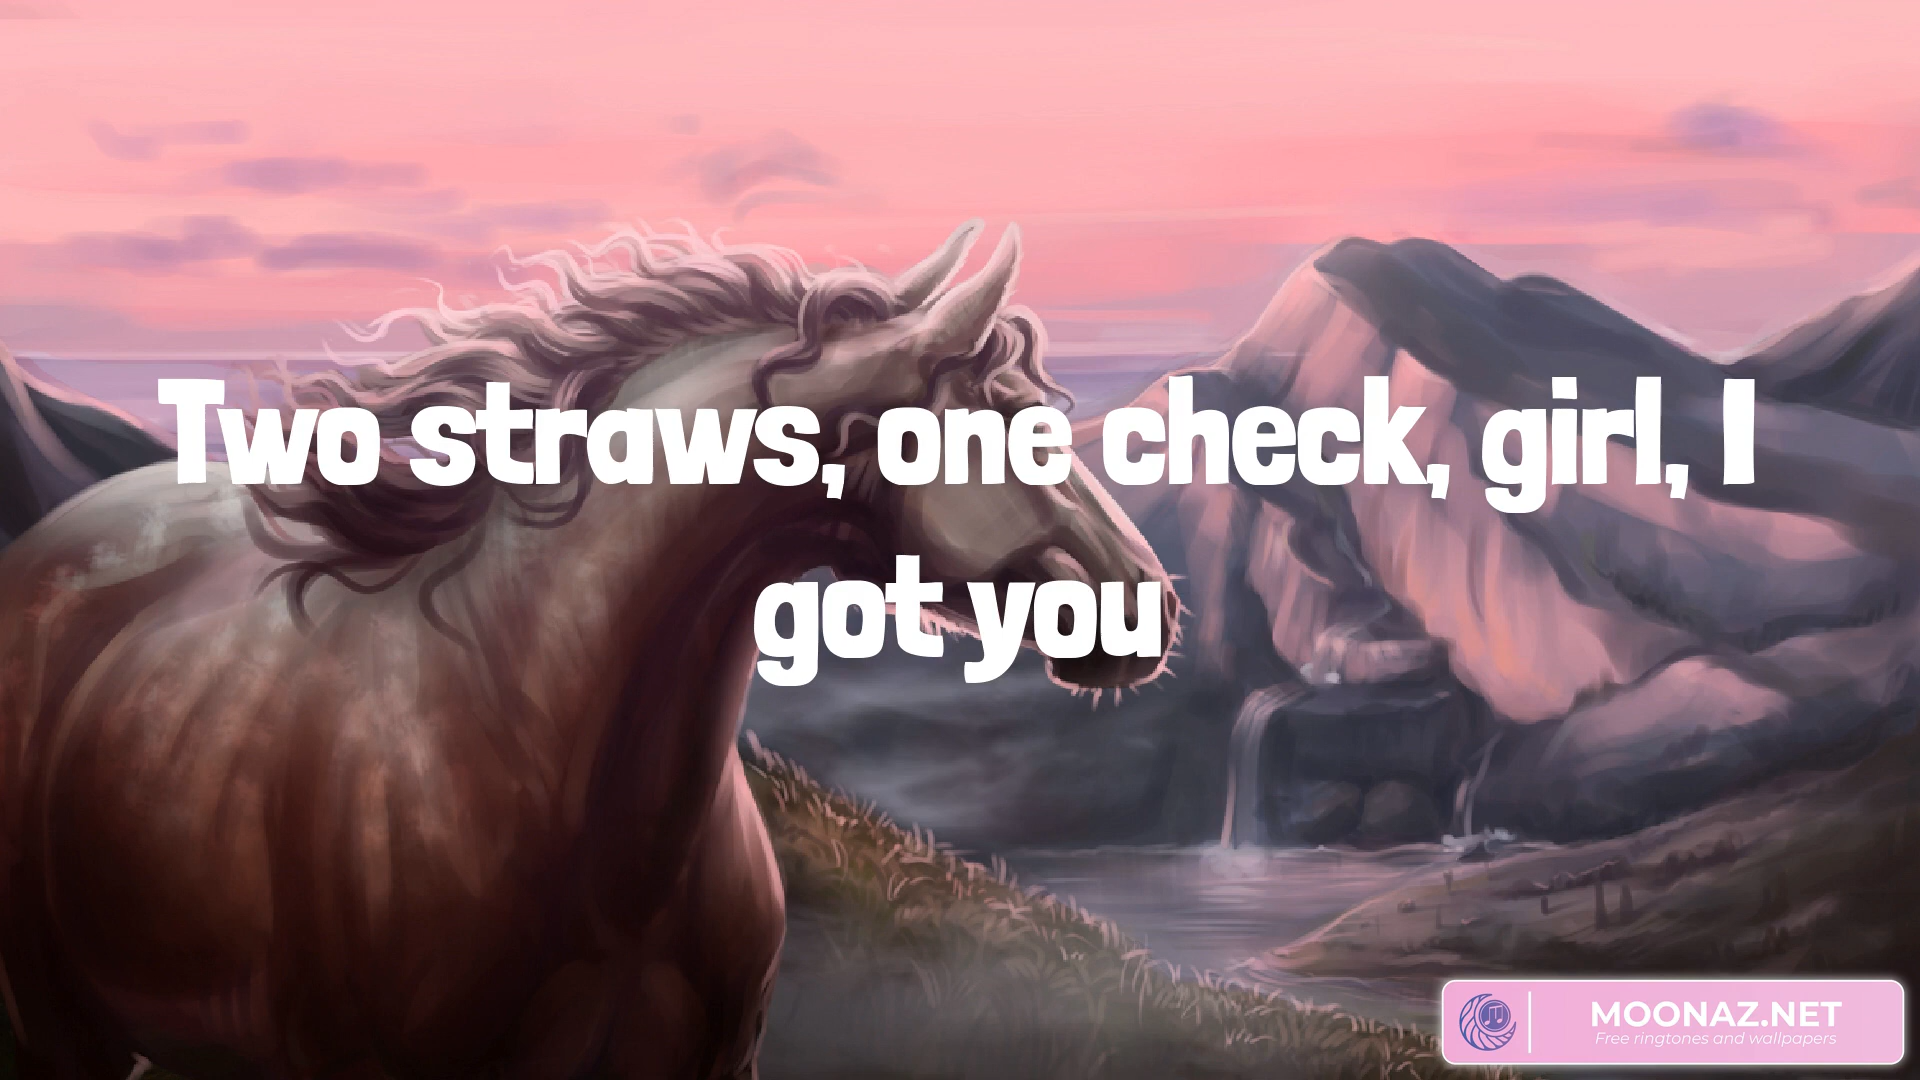 Two straws, one check, girl, I
got you
MOONAZ.NET
Free ringtones and wallpapers